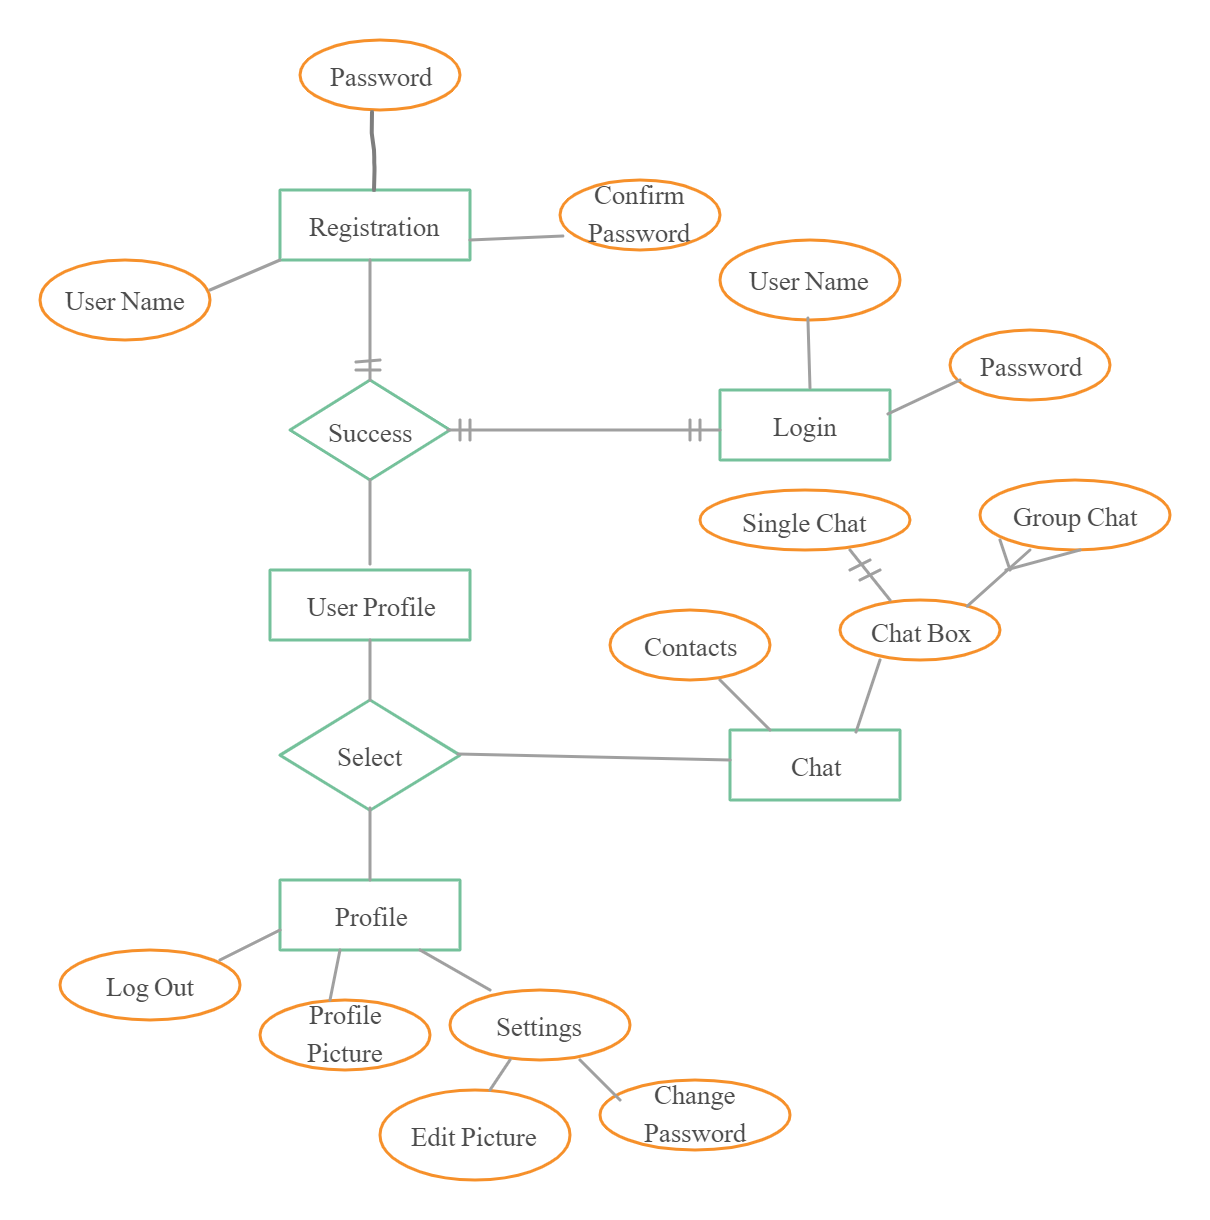 Password
Confirm
Password
Registration
User Name
User Name
Password
Login
Success
Single Chat
Group Chat
User Profile
Chat Box
Contacts
Select
Chat
Profile
Log Out
Profile
Picture
Settings
Change
Password
Edit Picture